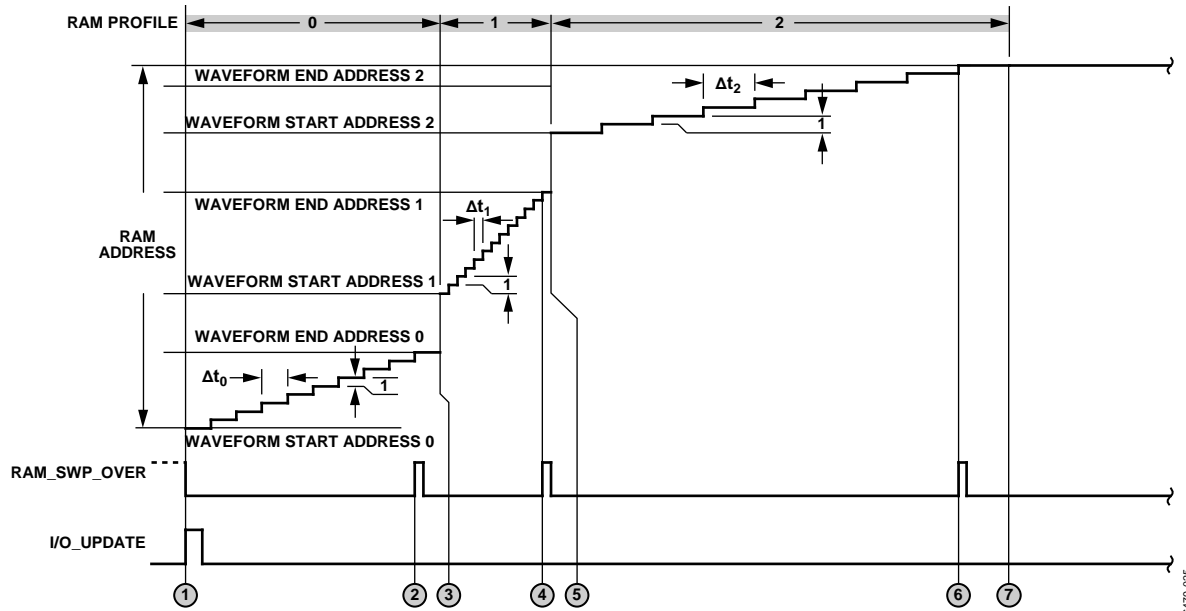 RAM PROFILE 0 1 2
WAVEFORM END ADDRESS 2
Δt2
WAVEFORM START ADDRESS 2
1
WAVEFORM END ADDRESS 1
Δt1
RAM
ADDRESS
WAVEFORM START ADDRESS 1
1
WAVEFORM END ADDRESS 0
Δt0
1
WAVEFORM START ADDRESS 0
RAM_SWP_OVER
I/O_UPDATE
1 2 3 4 5 6 7